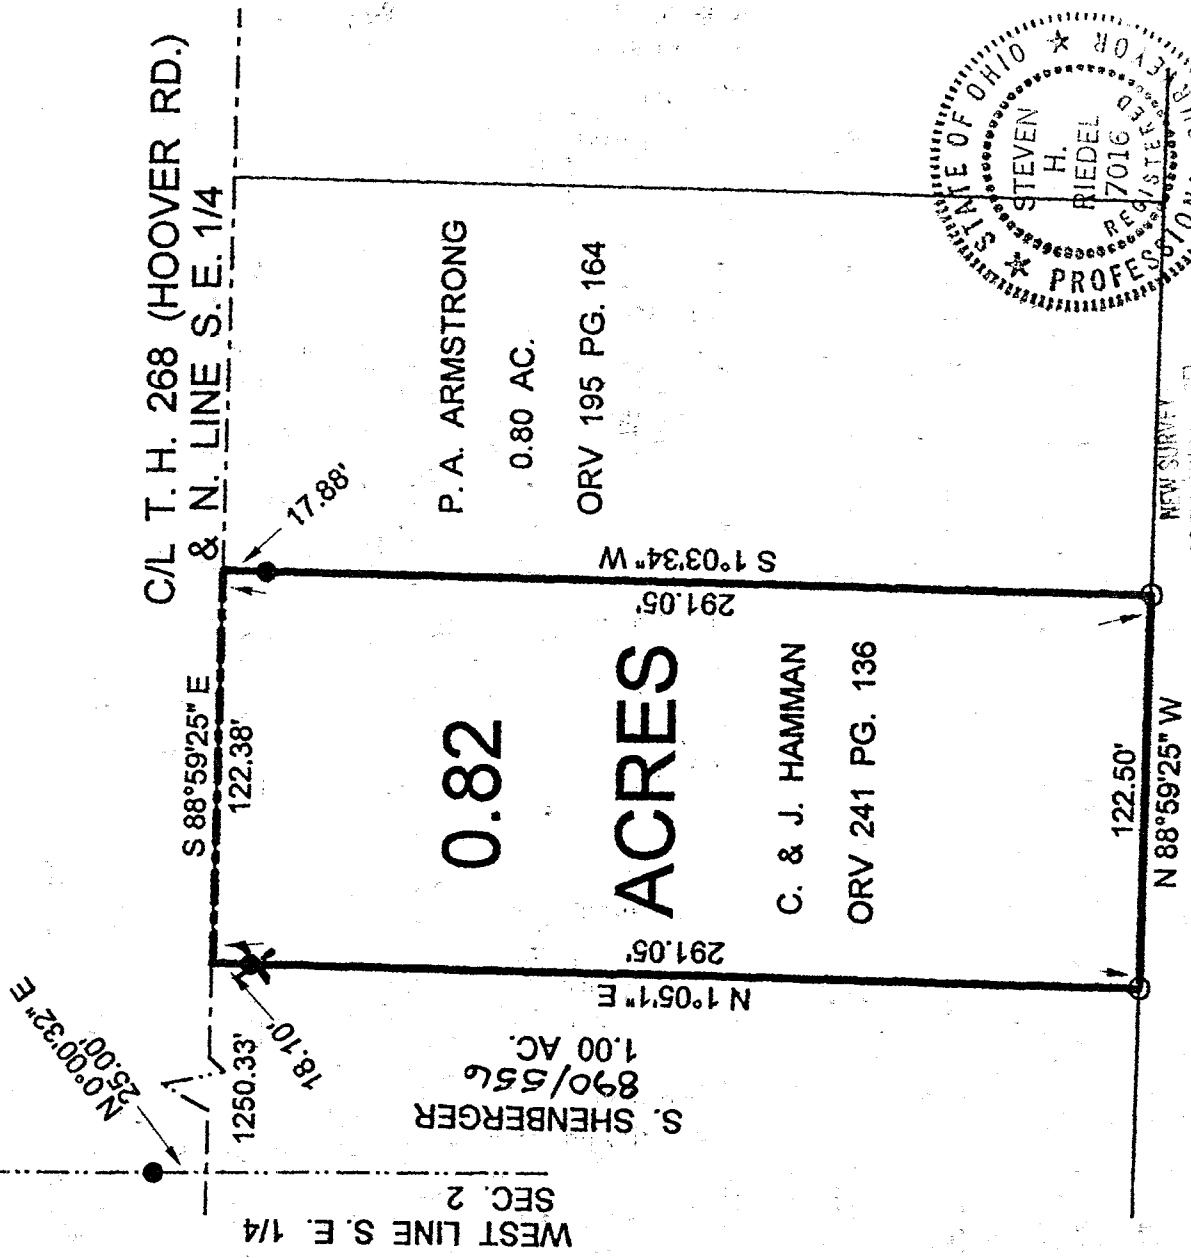 C/L T. H. 268 (HOOVER RD.)
& N. LINE S. E. 1/4
N 0°00'32" E
25.00'
1250.33'
18.10'
S 88°59'25" E
122.38'
17.88'
WEST LINE S. E. 1/4
SEC. 2
S. SHENBERGER
890/556
1.00 AC.
N 1°05'1" E
291.05'
0.82
ACRES
C. & J. HAMMAN
ORV 241 PG. 136
291.05'
S 1°03'34" W
P. A. ARMSTRONG
0.80 AC.
ORV 195 PG. 164
122.50'
N 88°59'25" W
NEW SURVEY
STATE OF OHIO
STEVEN
H.
RIEDEL
7016
REGISTERED